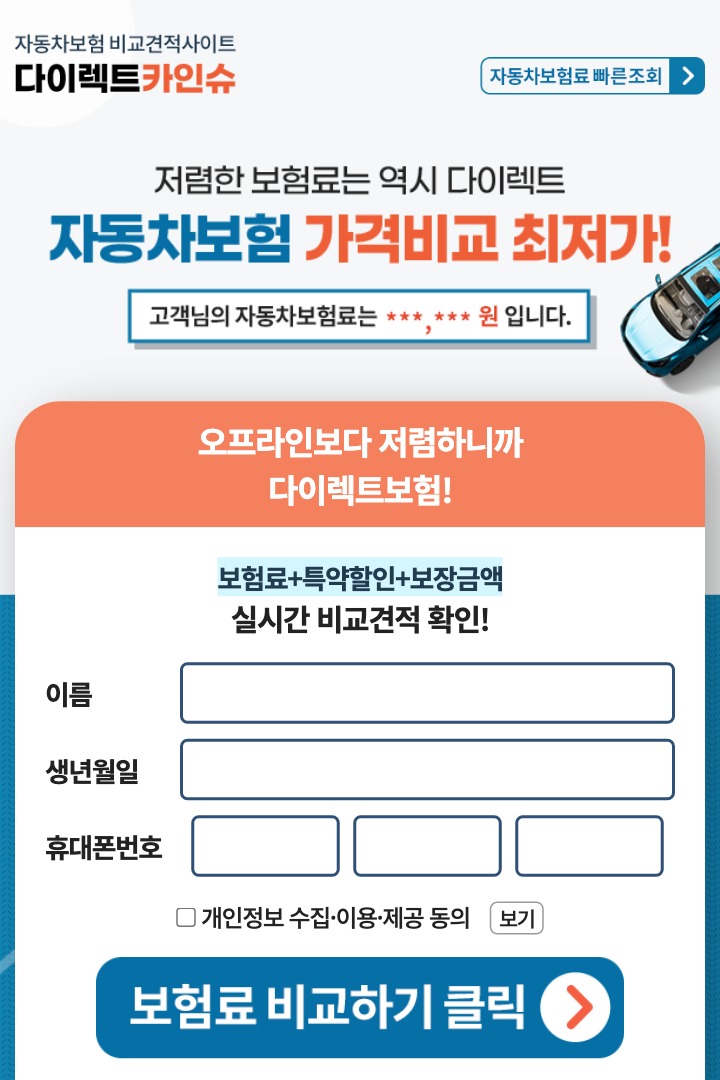 자동차보험 비교견적사이트
다이렉트카인슈
자동차보험료 빠른조회
저렴한 보험료는 역시 다이렉트
자동차보험 가격비교 최저가!
고객님의 자동차보험료는 ***,*** 원 입니다.
오프라인보다 저렴하니까
다이렉트보험!
보험료+특약할인+보장금액
실시간 비교견적 확인!
이름
생년월일
휴대폰번호
개인정보 수집·이용·제공 동의 보기
보험료 비교하기 클릭